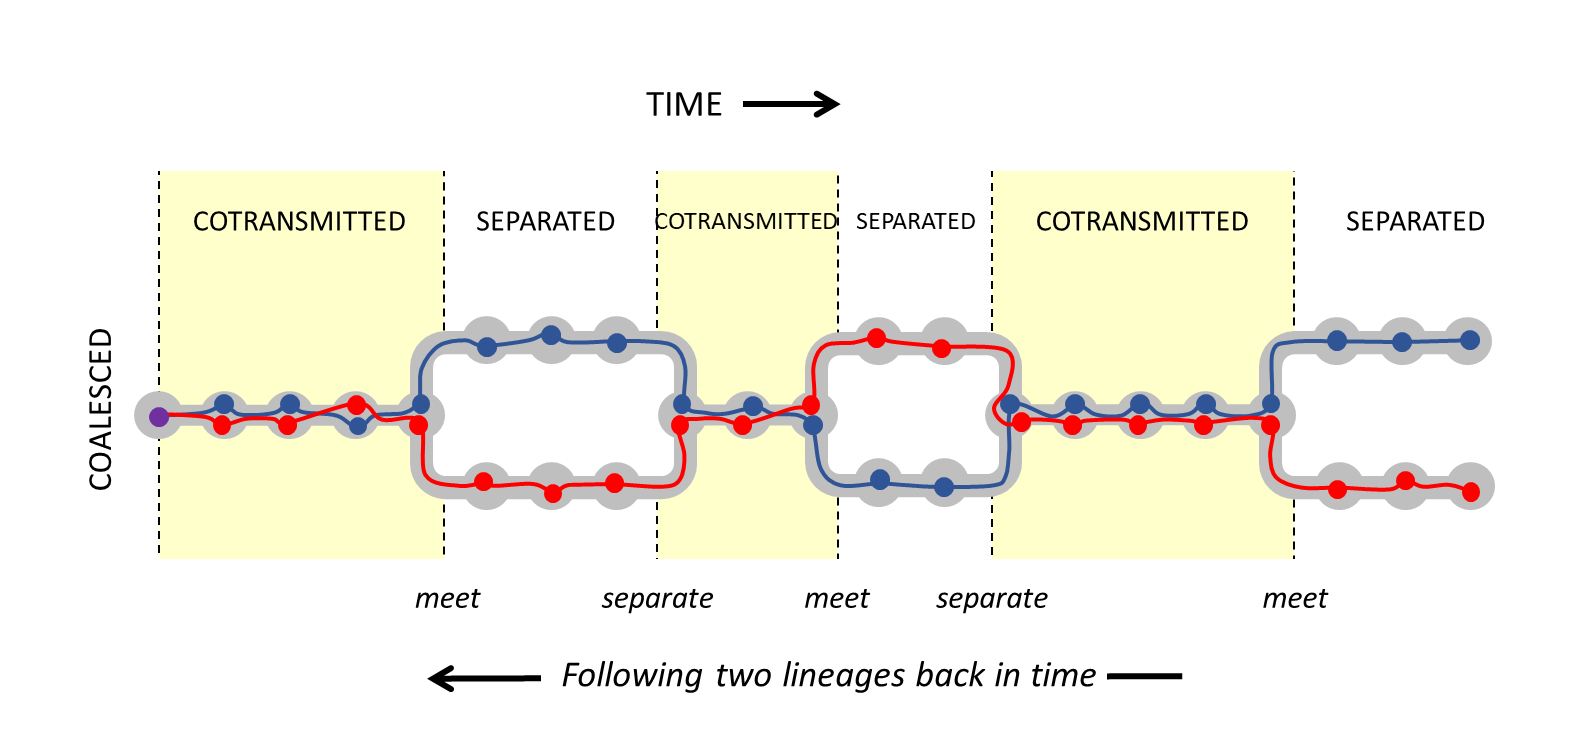 TIME
COTRANSMITTED
SEPARATED
COTRANSMITTED
SEPARATED
COTRANSMITTED
SEPARATED
COALESCED
meet
separate
meet
separate
meet
Following two lineages back in time